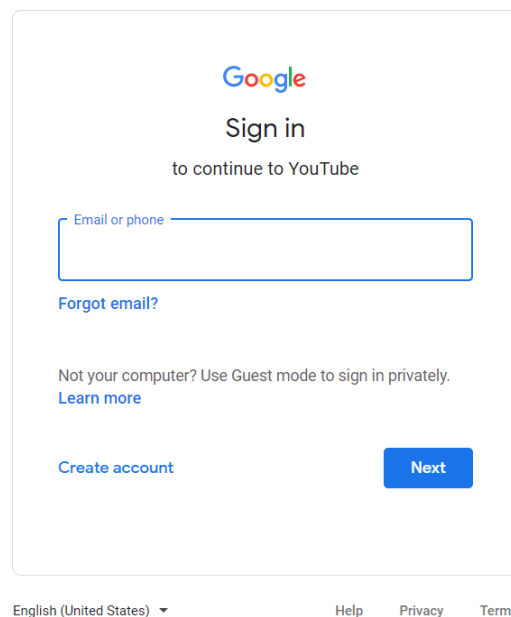 Google
Sign in
to continue to YouTube
Email or phone
Forgot email?
Not your computer? Use Guest mode to sign in privately.
Learn more
Create account
Next
English (United States)
Help Privacy Term